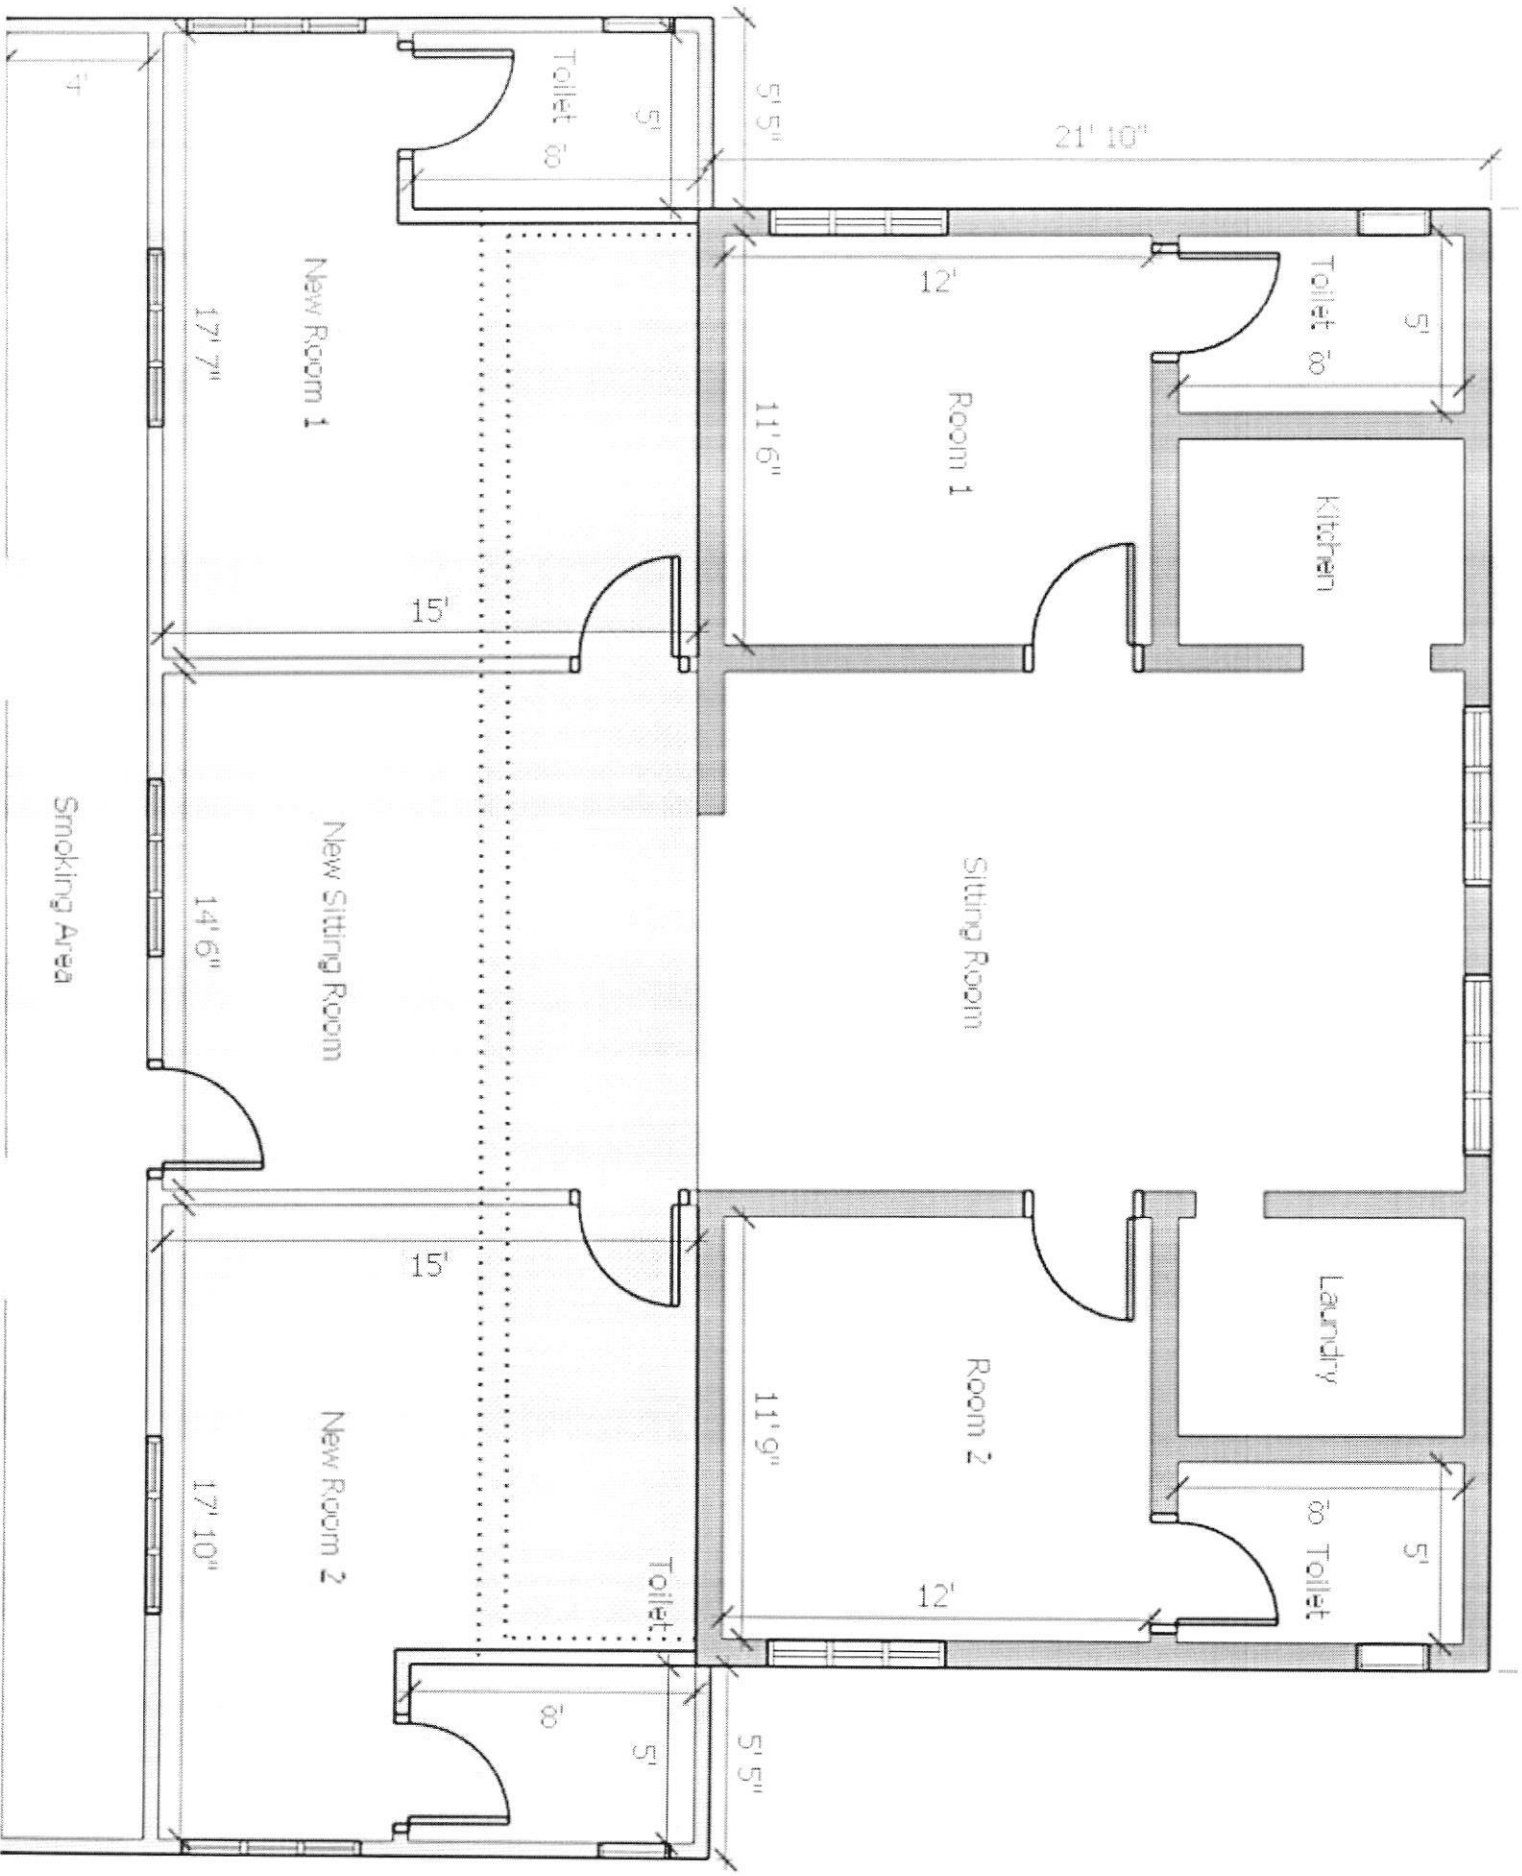 5'
5'
Toilet
8'
Kitchen
Laundry
8'
Toilet
21' 10"
Room 1
Sitting Room
Room 2
12'
12'
5' 5"
11' 6"
11' 9"
5' 5"
5'
Toilet
5'
Toilet
8'
8'
15'
15'
New Room 1
New Sitting Room
New Room 2
17' 7"
14' 6"
17' 10"
4'
Smoking Area